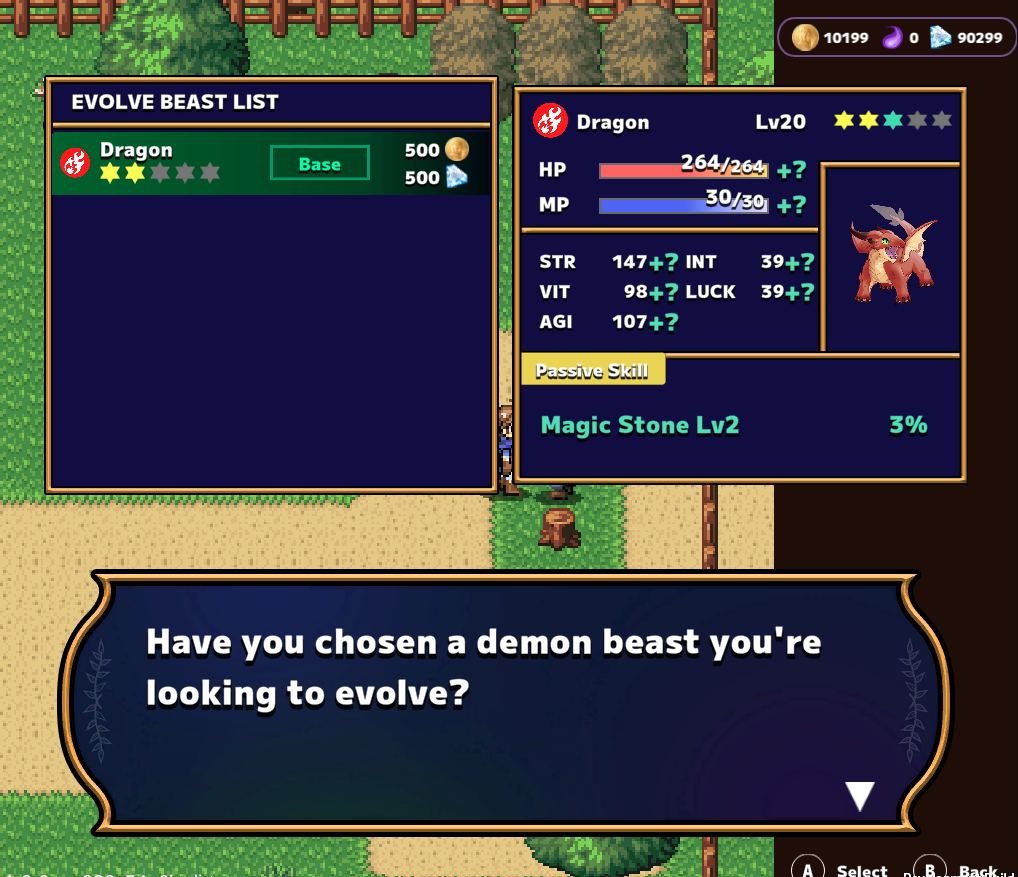 10199 0 90299
EVOLVE BEAST LIST
Dragon
Base
500
500
Dragon Lv20
HP 264/264 +?
MP 30/30 +?
STR 147+? INT 39+?
VIT 98+? LUCK 39+?
AGI 107+?
Passive Skill
Magic Stone Lv2 3%
Have you chosen a demon beast you're
looking to evolve?
A Select B Back